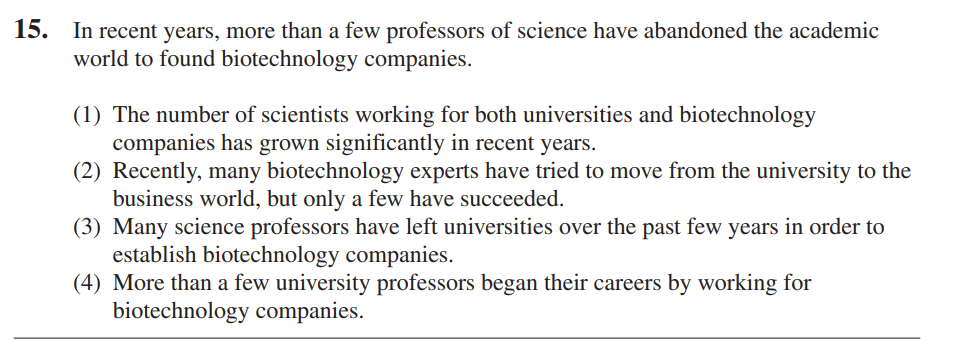 15. In recent years, more than a few professors of science have abandoned the academic
world to found biotechnology companies.
(1) The number of scientists working for both universities and biotechnology
companies has grown significantly in recent years.
(2) Recently, many biotechnology experts have tried to move from the university to the
business world, but only a few have succeeded.
(3) Many science professors have left universities over the past few years in order to
establish biotechnology companies.
(4) More than a few university professors began their careers by working for
biotechnology companies.